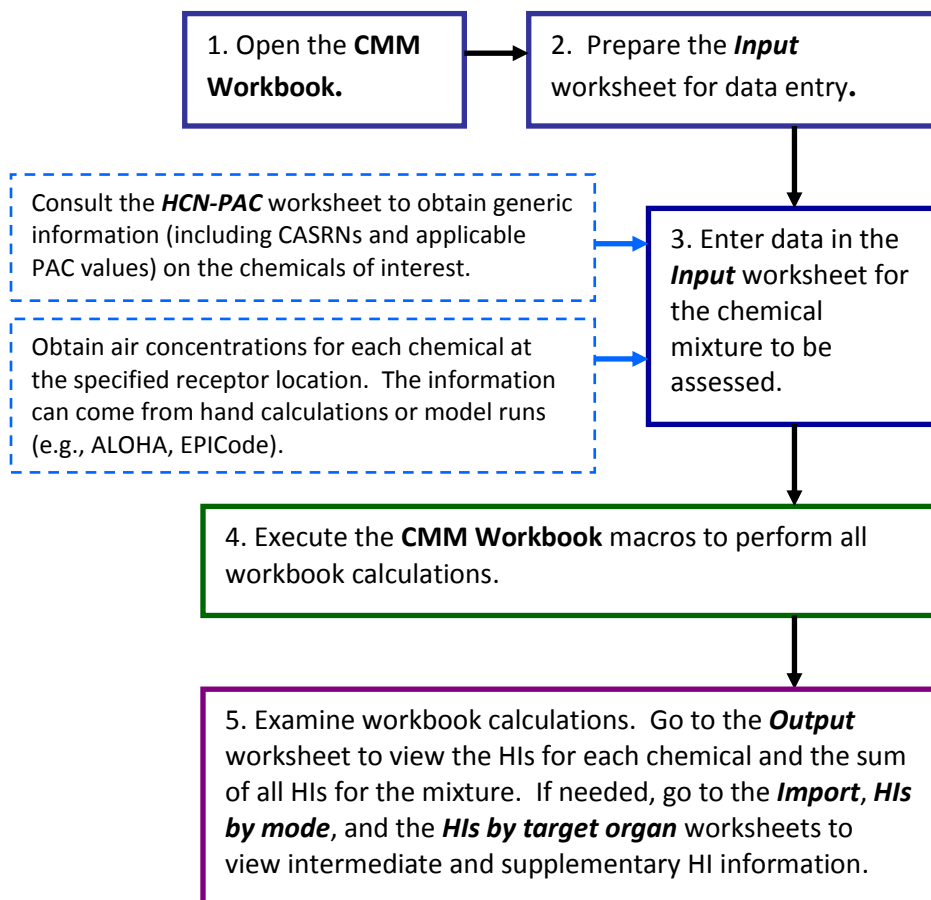 1. Open the CMM
Workbook.
2. Prepare the Input
worksheet for data entry.
Consult the HCN-PAC worksheet to obtain generic
information (including CASRNs and applicable
PAC values) on the chemicals of interest.
Obtain air concentrations for each chemical at
the specified receptor location. The information
can come from hand calculations or model runs
(e.g., ALOHA, EPICode).
3. Enter data in the
Input worksheet for
the chemical
mixture to be
assessed.
4. Execute the CMM Workbook macros to perform all
workbook calculations.
5. Examine workbook calculations. Go to the Output
worksheet to view the HIs for each chemical and the sum
of all HIs for the mixture. If needed, go to the Import, HIs
by mode, and the HIs by target organ worksheets to
view intermediate and supplementary HI information.